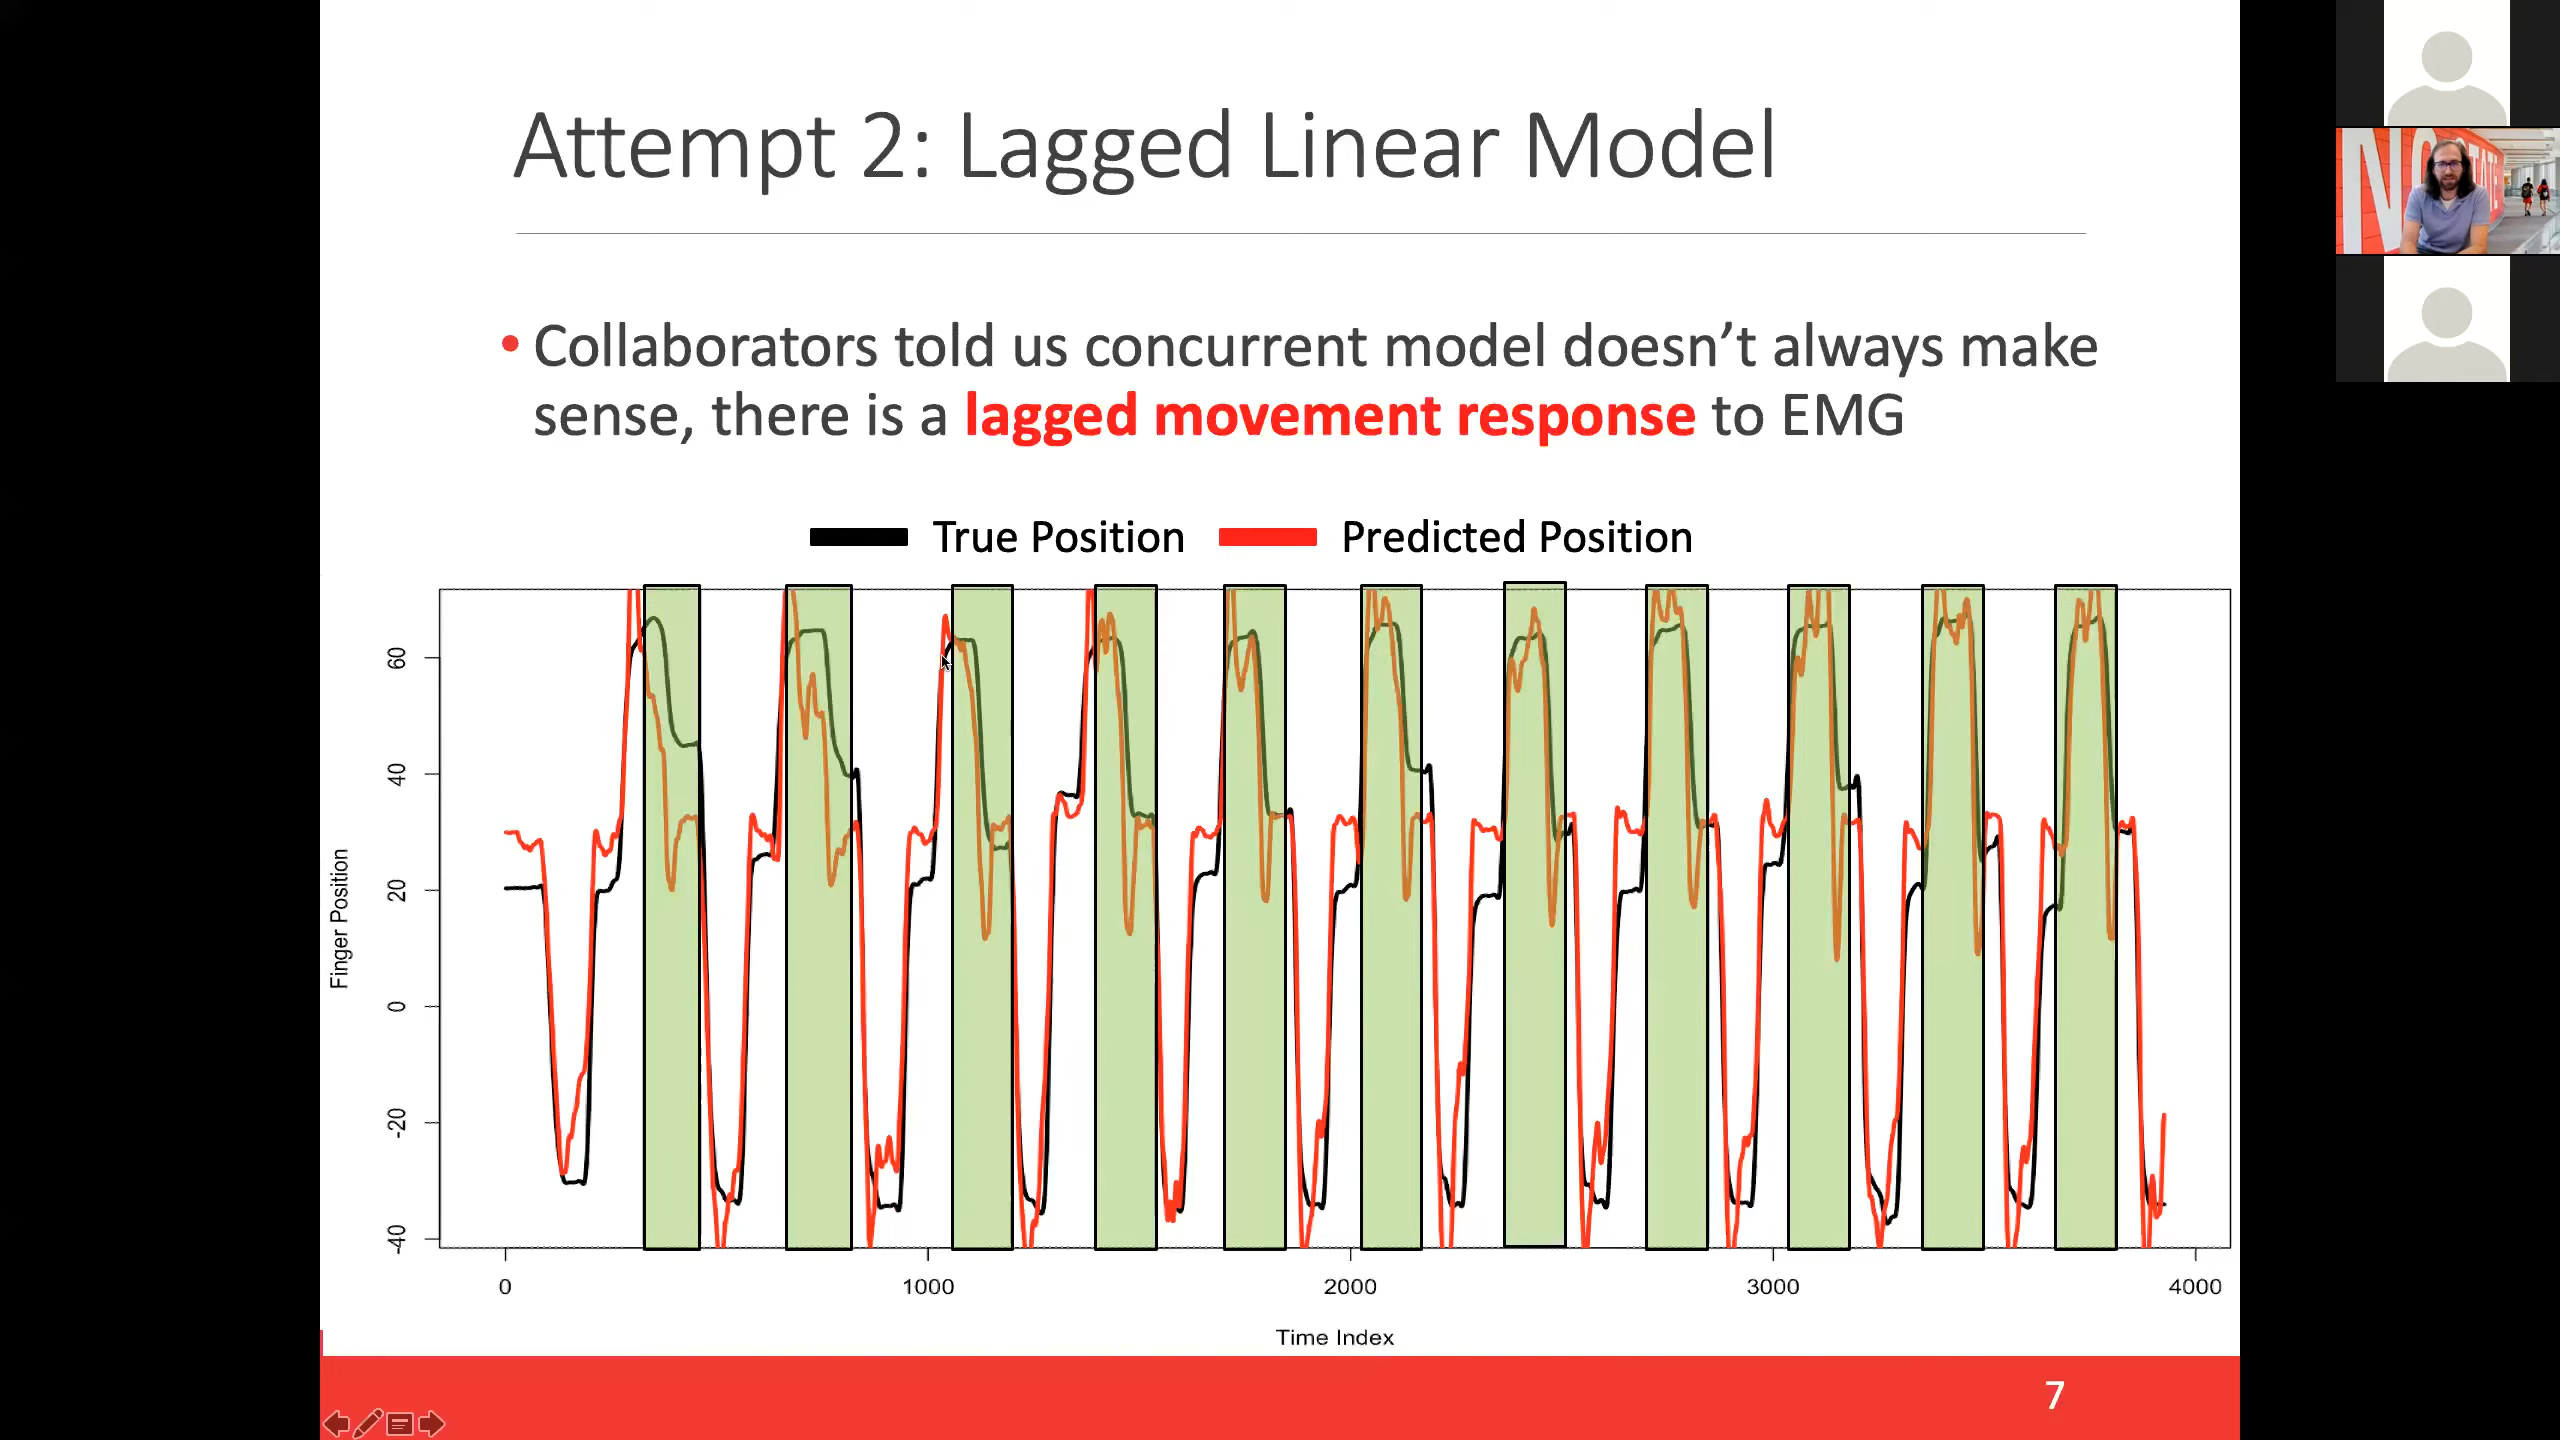 Attempt 2: Lagged Linear Model
• Collaborators told us concurrent model doesn’t always make
sense, there is a lagged movement response to EMG
True Position Predicted Position
60
40
20
0
-20
-40
Finger Position
0 1000 2000 3000 4000
Time Index
7